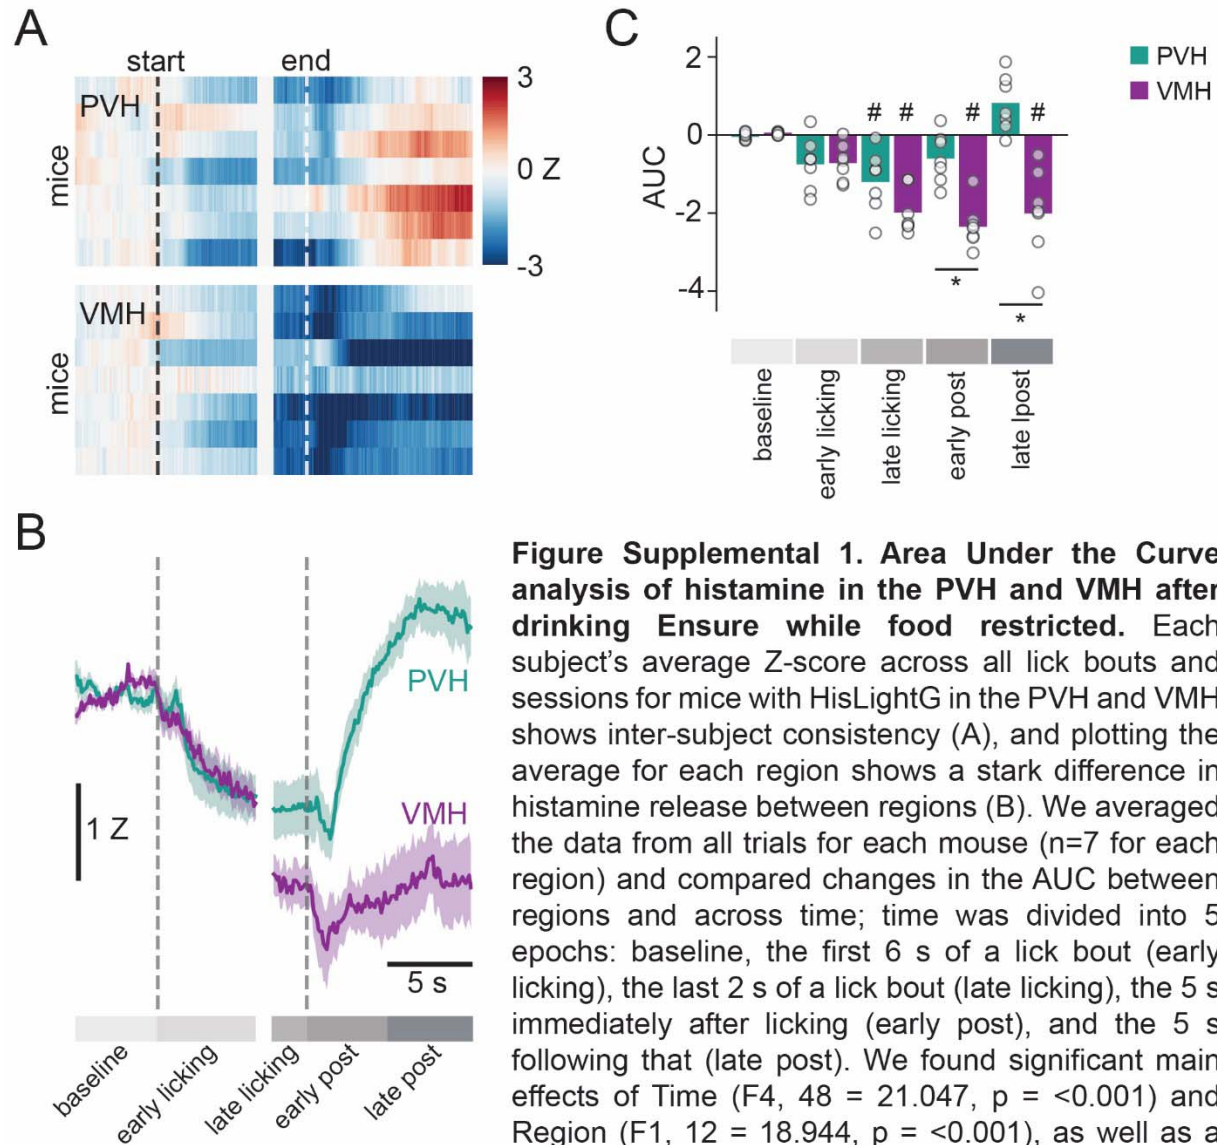 A
start
end
PVH
mice
VMH
mice
3
0 Z
-3
C
2
0
-2
-4
AUC
# # # #
*
*
PVH
VMH
baseline
early licking
late licking
early post
late lpost
B
PVH
VMH
1 Z
5 s
baseline
early licking
late licking
early post
late post
Figure Supplemental 1. Area Under the Curve
analysis of histamine in the PVH and VMH after
drinking Ensure while food restricted. Each
subject's average Z-score across all lick bouts and
sessions for mice with HisLightG in the PVH and VMH
shows inter-subject consistency (A), and plotting the
average for each region shows a stark difference in
histamine release between regions (B). We averaged
the data from all trials for each mouse (n=7 for each
region) and compared changes in the AUC between
regions and across time; time was divided into 5
epochs: baseline, the first 6 s of a lick bout (early
licking), the last 2 s of a lick bout (late licking), the 5 s
immediately after licking (early post), and the 5 s
following that (late post). We found significant main
effects of Time (F4, 48 = 21.047, p = <0.001) and
Region (F1, 12 = 18.944, p = <0.001), as well as a